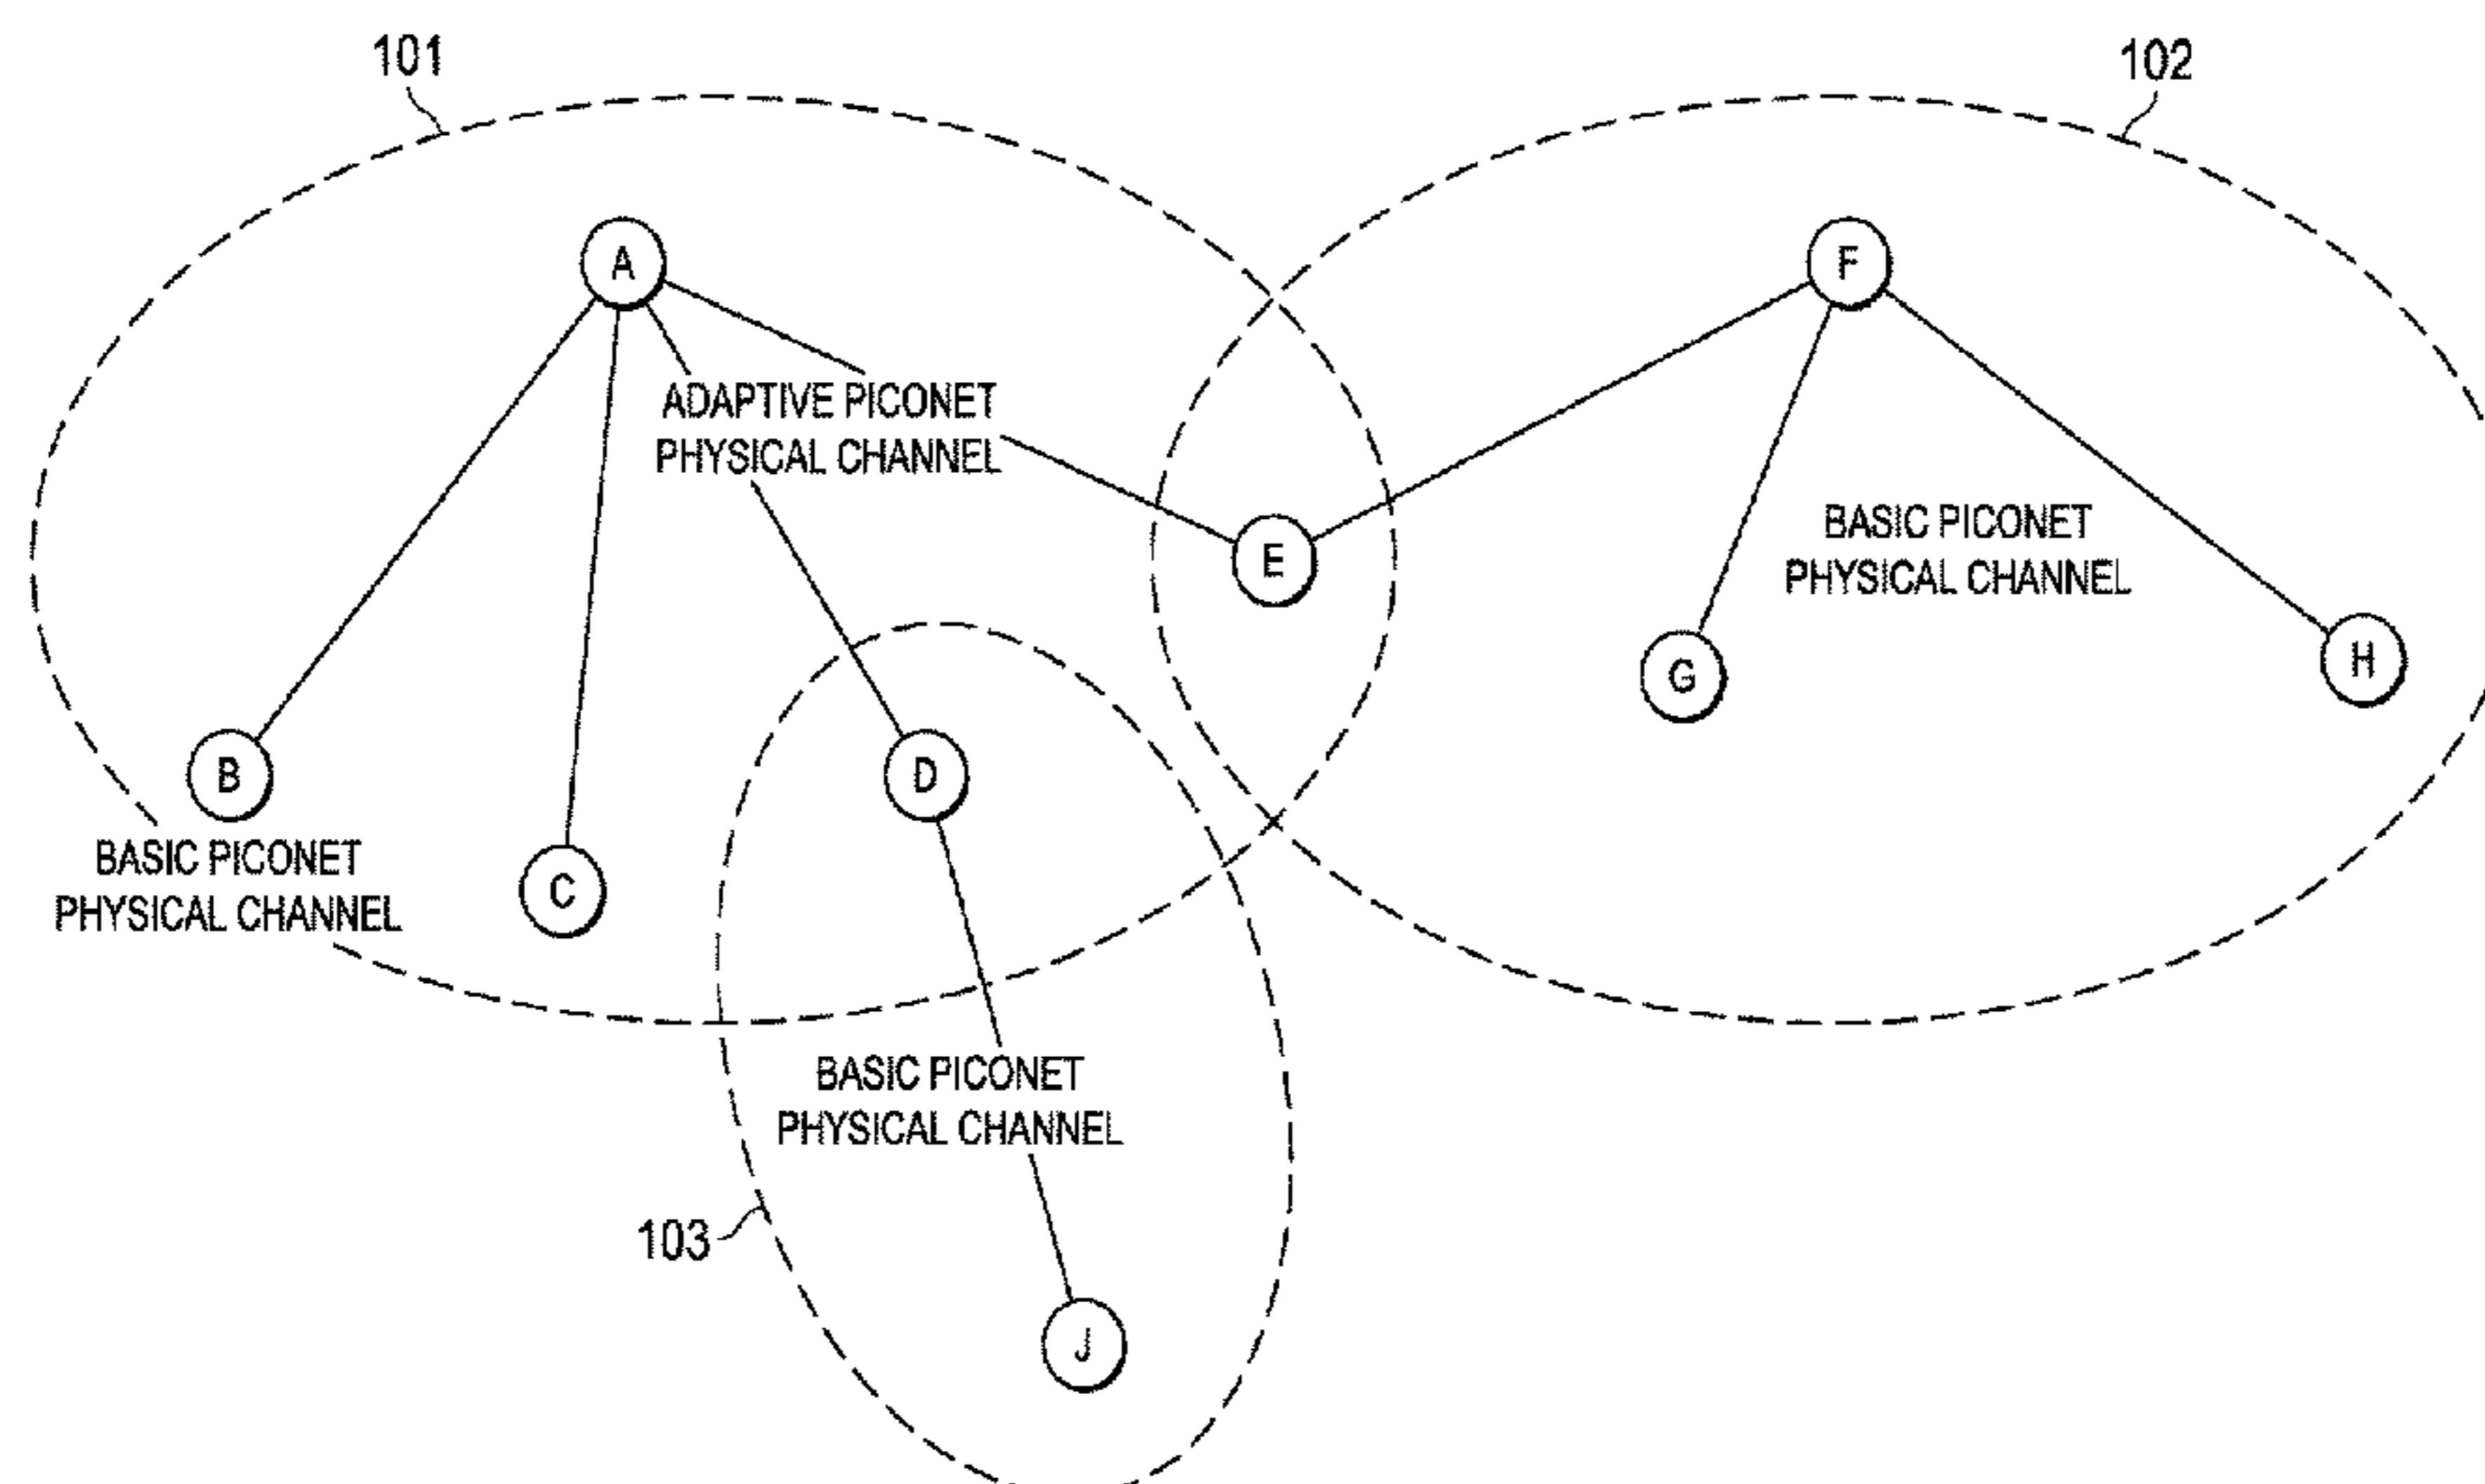 101
102
A
F
ADAPTIVE PICONET
PHYSICAL CHANNEL
E
BASIC PICONET
PHYSICAL CHANNEL
G
H
B
D
BASIC PICONET
PHYSICAL CHANNEL
C
BASIC PICONET
PHYSICAL CHANNEL
103
J